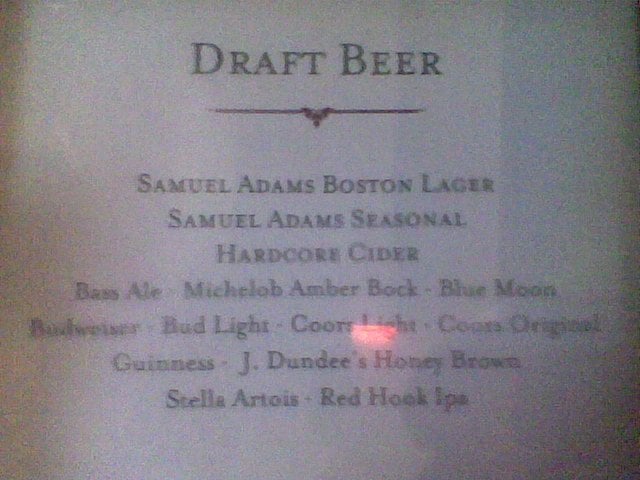 DRAFT BEER
SAMUEL ADAMS BOSTON LAGER
SAMUEL ADAMS SEASONAL
HARDCORE CIDER
Bass Ale · Michelob Amber Bock · Blue Moon
Budweiser · Bud Light · Coors Light · Coors Original
Guinness · J. Dundee's Honey Brown
Stella Artois · Red Hook Ipa